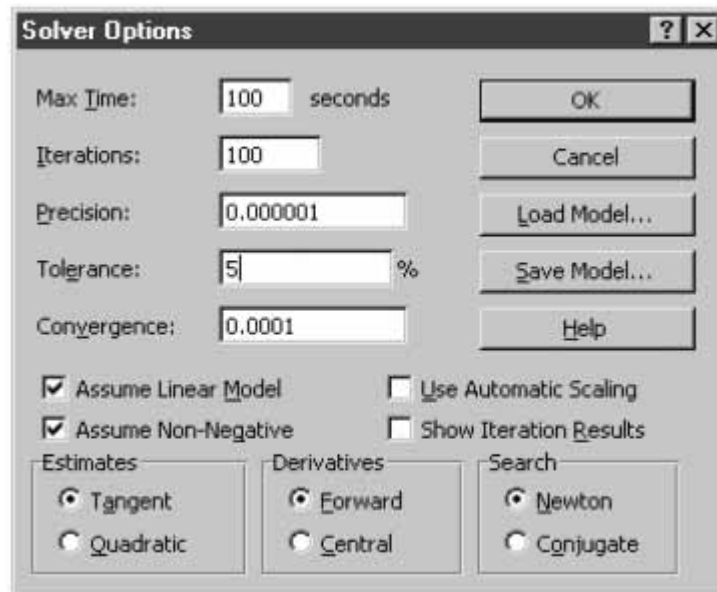 Solver Options
Max Time: 100 seconds OK
Iterations: 100 Cancel
Precision: 0.000001 Load Model...
Tolerance: 5 % Save Model...
Convergence: 0.0001 Help
Assume Linear Model Use Automatic Scaling
Assume Non-Negative Show Iteration Results
Estimates Derivatives Search
Tangent Forward Newton
Quadratic Central Conjugate